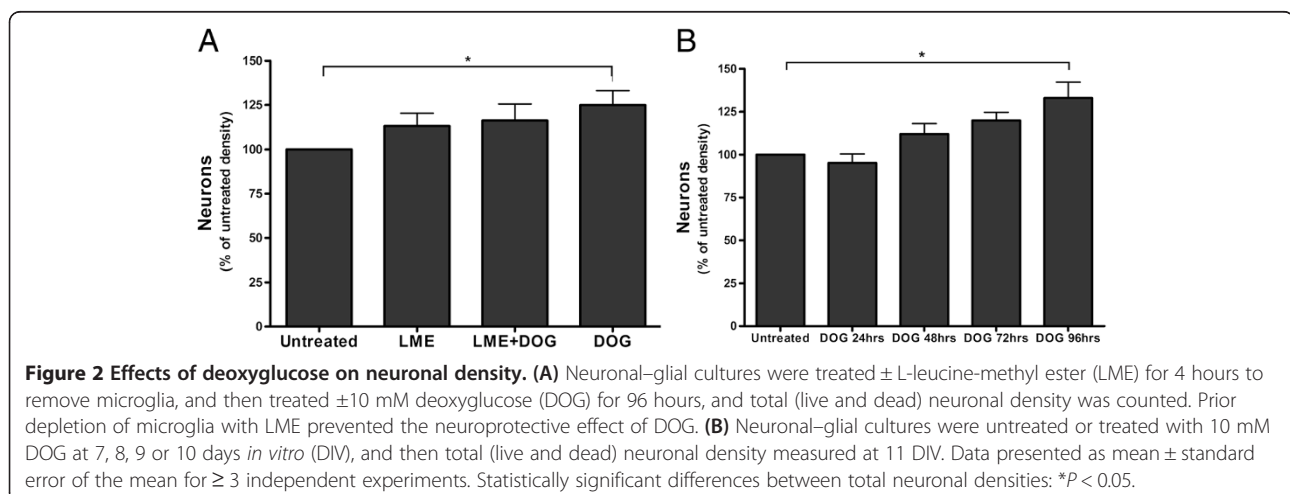 A
*
150
125
100
75
50
25
0
Neurons
(% of untreated density)
Untreated LME LME+DOG DOG
B
*
150
125
100
75
50
25
0
Neurons
(% of untreated density)
Untreated DOG 24hrs DOG 48hrs DOG 72hrs DOG 96hrs
Figure 2 Effects of deoxyglucose on neuronal density. (A) Neuronal–glial cultures were treated ± L-leucine-methyl ester (LME) for 4 hours to
remove microglia, and then treated ±10 mM deoxyglucose (DOG) for 96 hours, and total (live and dead) neuronal density was counted. Prior
depletion of microglia with LME prevented the neuroprotective effect of DOG. (B) Neuronal–glial cultures were untreated or treated with 10 mM
DOG at 7, 8, 9 or 10 days in vitro (DIV), and then total (live and dead) neuronal density measured at 11 DIV. Data presented as mean ± standard
error of the mean for ≥ 3 independent experiments. Statistically significant differences between total neuronal densities: *P < 0.05.